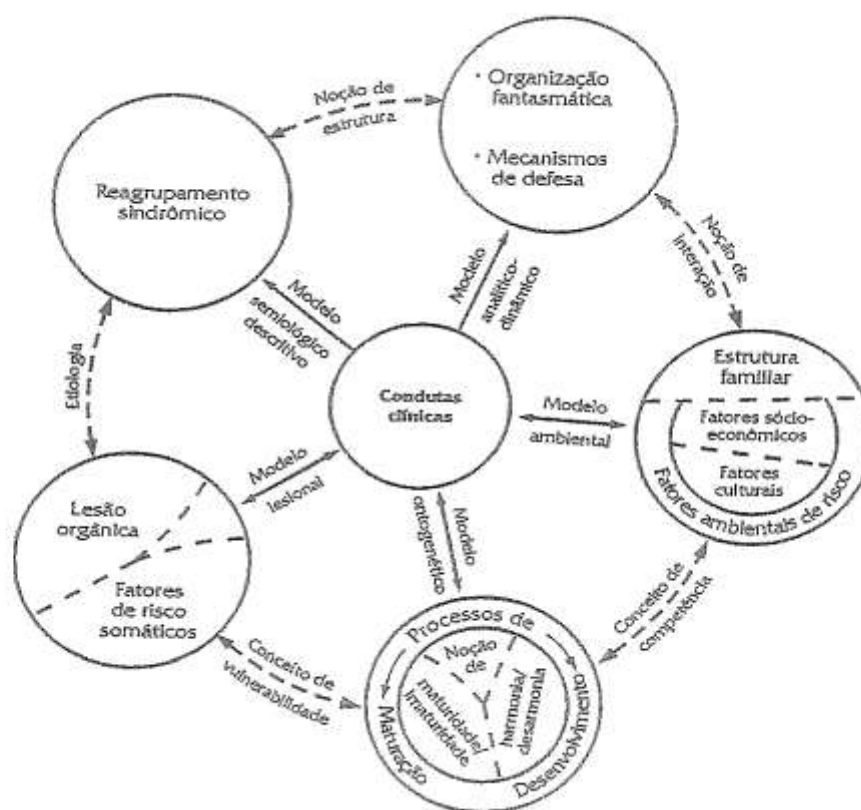 • Organização
fantasmática
• Mecanismos
de defesa
Noção de
estrutura
Reagrupamento
sindrômico
Noção de
interação
Modelo
analítico-
dinâmico
Modelo
semiológico
descritivo
Etiologia
Condutas
clínicas
Modelo
ambiental
Estrutura
familiar
Fatores sócio-
econômicos
Fatores
culturais
Fatores ambientais de risco
Modelo
lesional
Lesão
orgânica
Fatores
de risco
somáticos
Modelo
ontogenético
Conceito de
vulnerabilidade
Conceito de
competência
Processos de
Maturação
Desenvolvimento
Noção
de
maturidade/
imaturidade
harmonia/
desarmonia